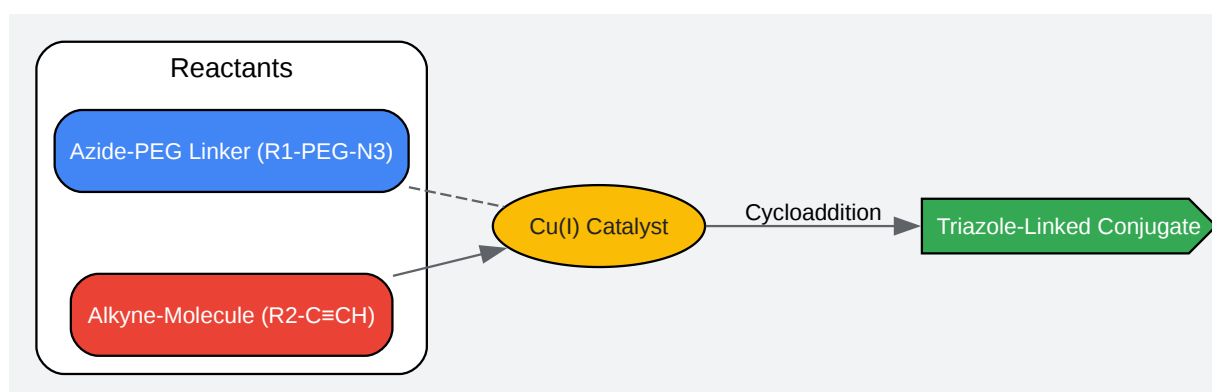 Reactants
Azide-PEG Linker (R1-PEG-N3)
Alkyne-Molecule (R2-C≡CH)
Cu(I) Catalyst
Cycloaddition
Triazole-Linked Conjugate